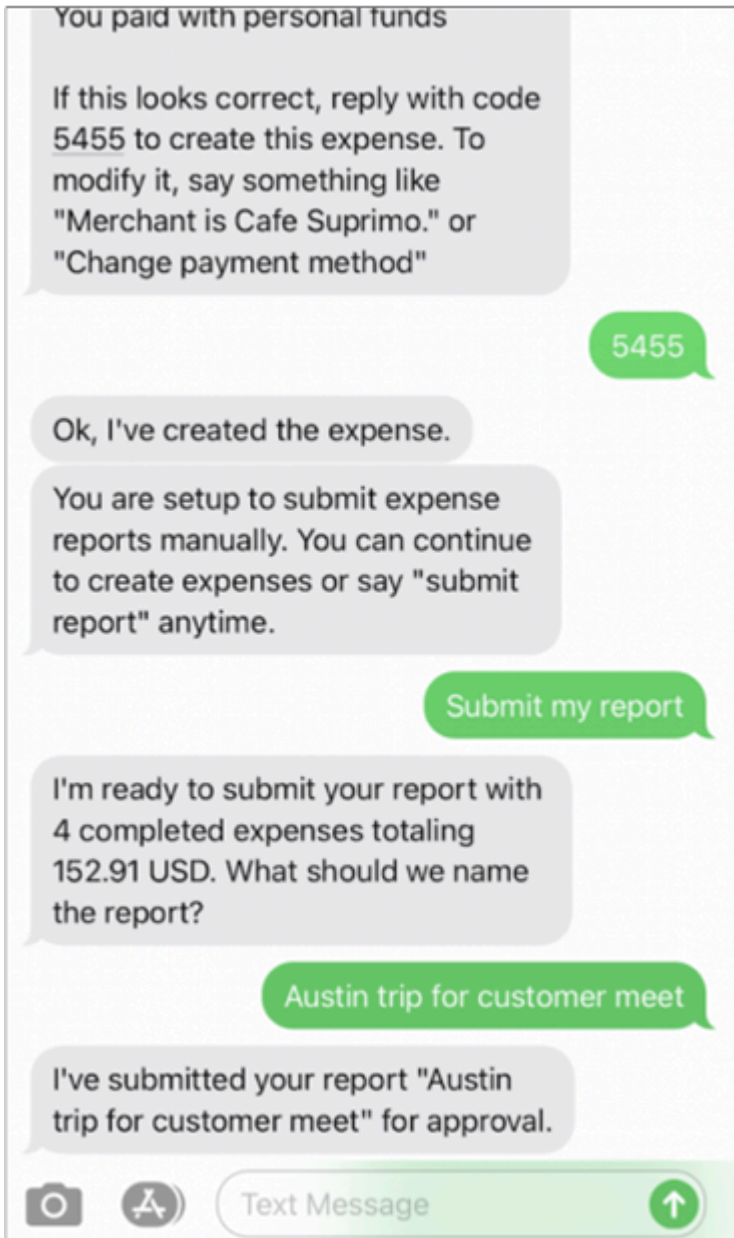 You paid with personal funds
If this looks correct, reply with code
5455 to create this expense. To
modify it, say something like
"Merchant is Cafe Suprimo." or
"Change payment method"
5455
Ok, I've created the expense.
You are setup to submit expense
reports manually. You can continue
to create expenses or say "submit
report" anytime.
Submit my report
I'm ready to submit your report with
4 completed expenses totaling
152.91 USD. What should we name
the report?
Austin trip for customer meet
I've submitted your report "Austin
trip for customer meet" for approval.
Text Message